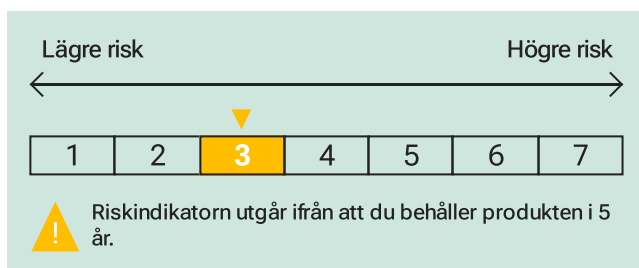 Lägre risk Högre risk
1 2 3 4 5 6 7
Riskindikatorn utgår ifrån att du behåller produkten i 5
år.